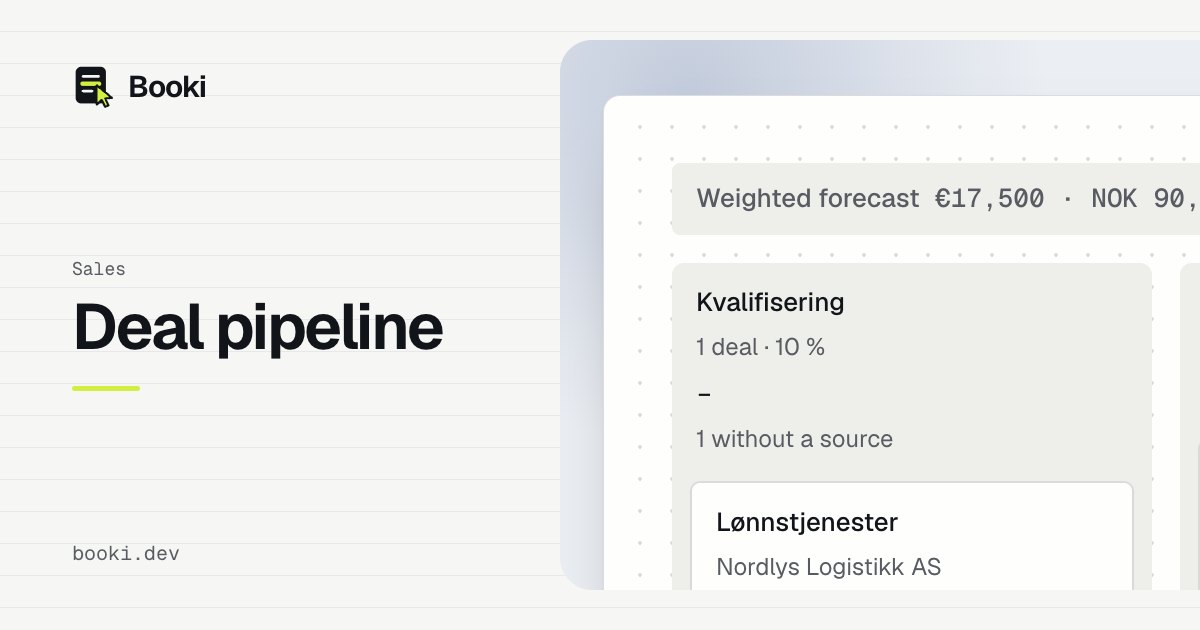 Booki
Sales
Deal pipeline
booki.dev
Weighted forecast €17,500 · NOK 90,
Kvalifisering
1 deal · 10 %
–
1 without a source
Lønnstjenester
Nordlys Logistikk AS